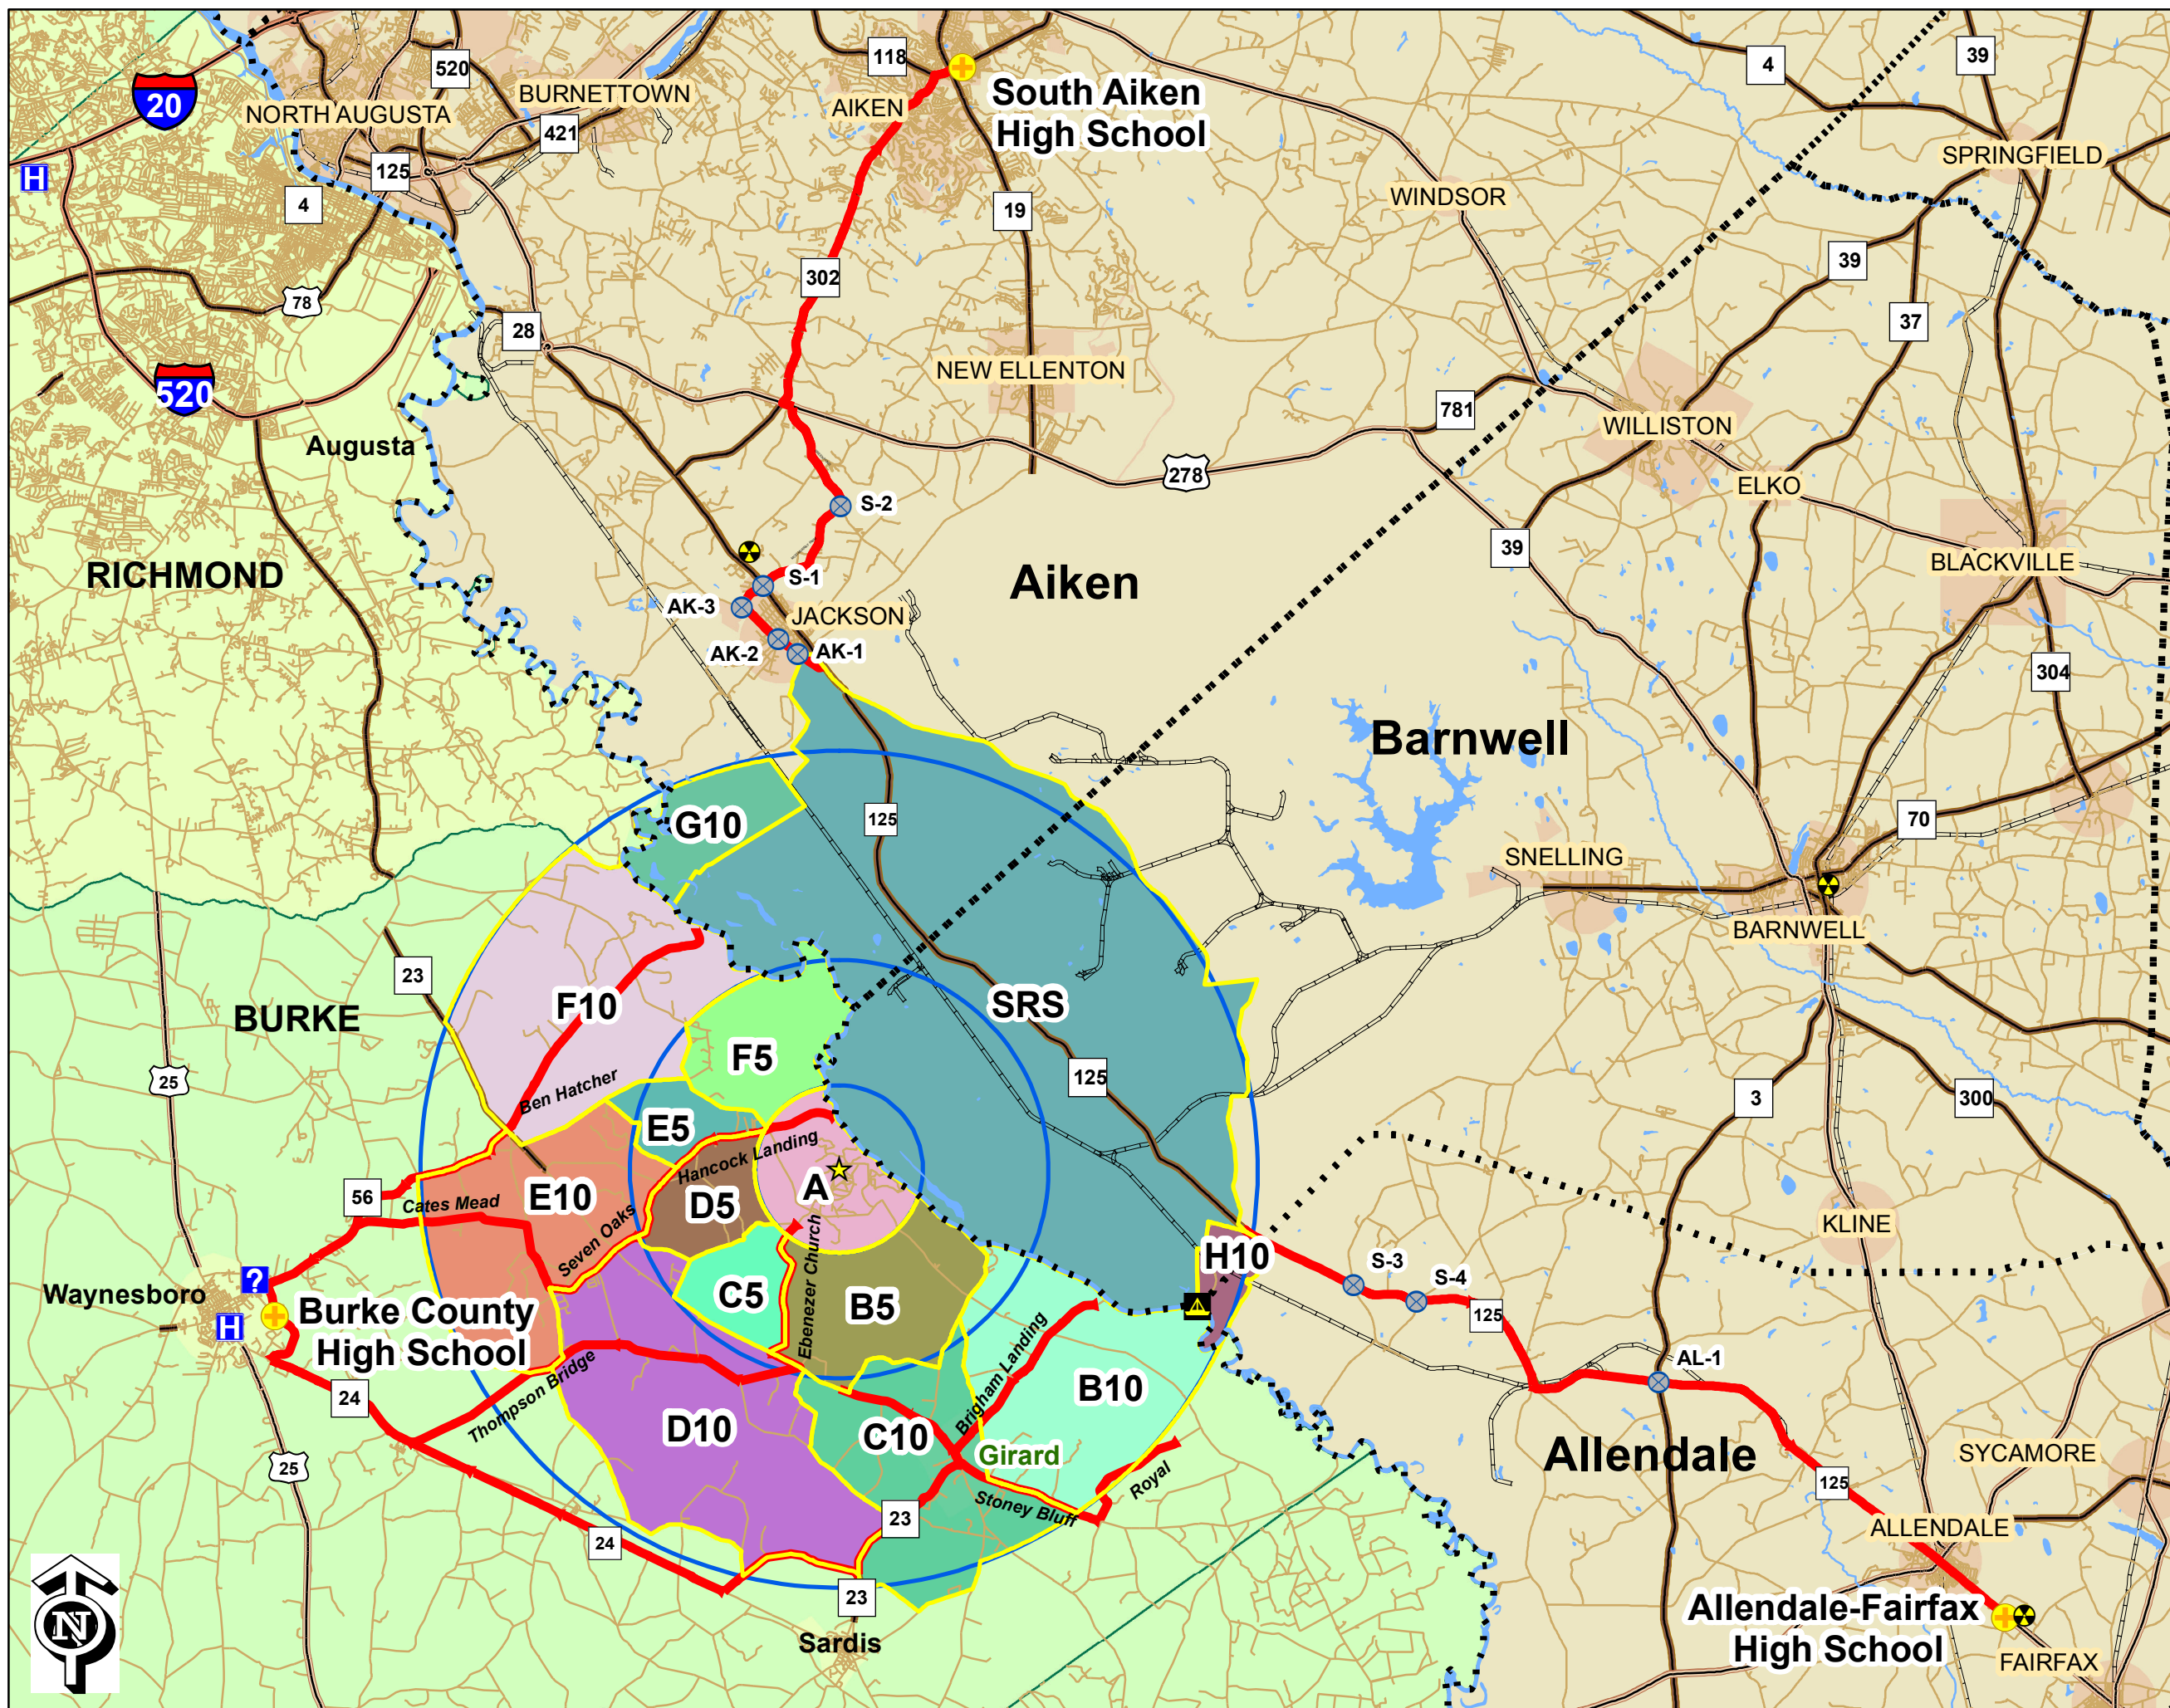 118
520
4
39
20
NORTH AUGUSTA
BURNETTOWN
AIKEN
South Aiken
High School
421
125
H
4
SPRINGFIELD
WINDSOR
19
39
302
78
28
37
NEW ELLENTON
520
781
WILLISTON
Augusta
278
ELKO
S-2
39
BLACKVILLE
RICHMOND
S-1
Aiken
AK-3
JACKSON
AK-2
AK-1
304
Barnwell
G10
125
70
SNELLING
BARNWELL
23
F10
SRS
BURKE
F5
125
25
Ben Hatcher
3
300
E5
Hancock Landing
A
56
Cates Mead
E10
D5
Seven Oaks
Ebenezer Church
KLINE
H10
S-3
S-4
?
Waynesboro
H
Burke County
High School
C5
B5
125
Brigham Landing
AL-1
24
Thompson Bridge
B10
D10
C10
Girard
Allendale
SYCAMORE
25
Royal
125
Stoney Bluff
23
24
ALLENDALE
23
N
Sardis
Allendale-Fairfax
High School
FAIRFAX